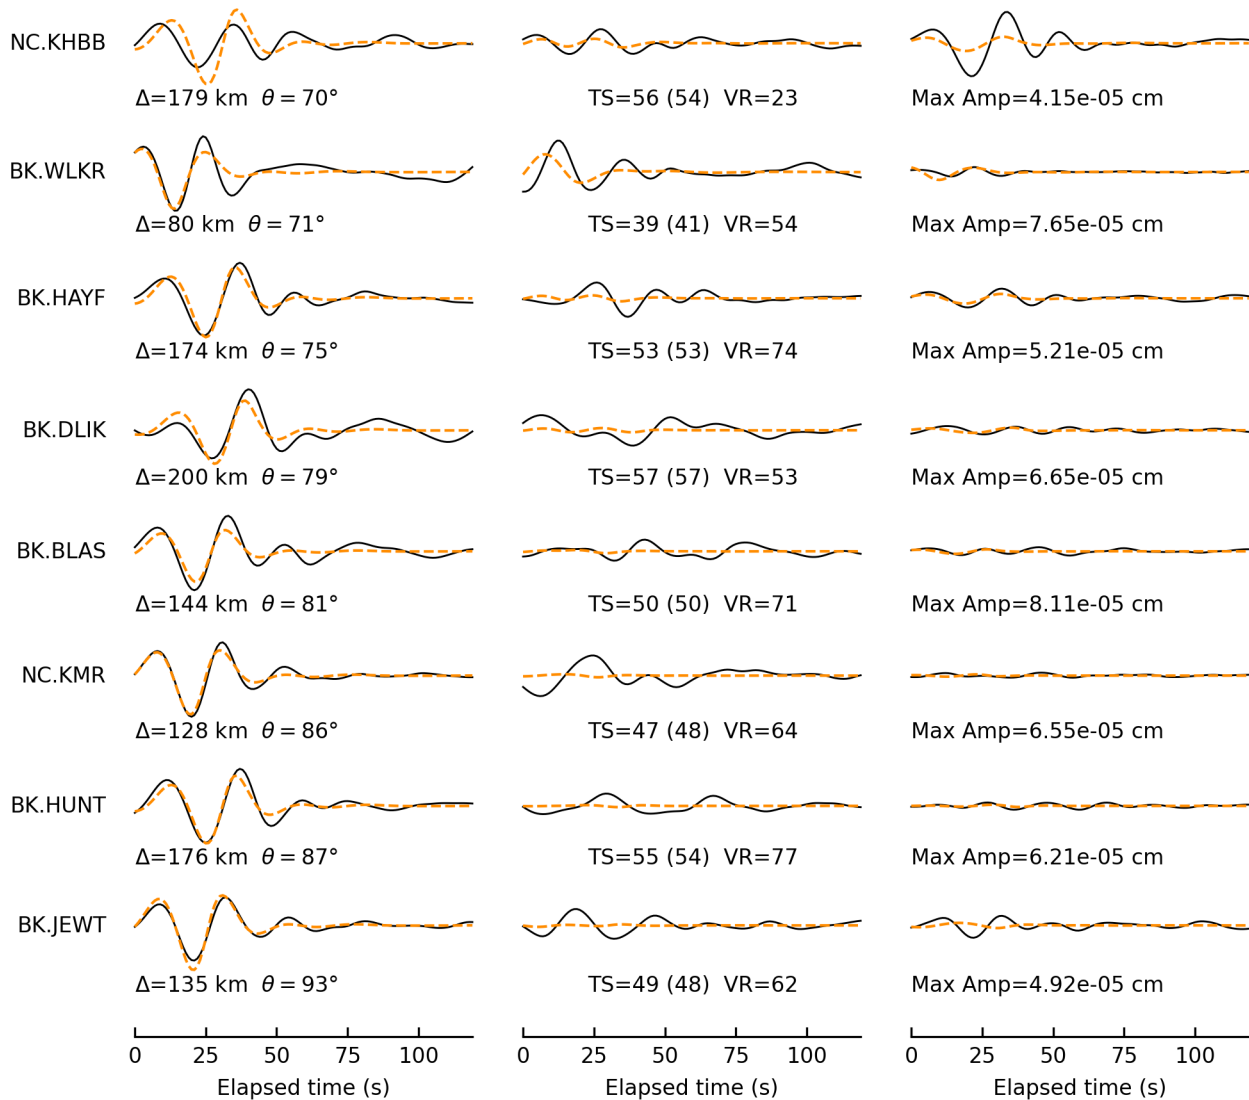 NC.KHBB
Δ=179 km θ = 70° TS=56 (54) VR=23 Max Amp=4.15e-05 cm
BK.WLKR
Δ=80 km θ = 71° TS=39 (41) VR=54 Max Amp=7.65e-05 cm
BK.HAYF
Δ=174 km θ = 75° TS=53 (53) VR=74 Max Amp=5.21e-05 cm
BK.DLIK
Δ=200 km θ = 79° TS=57 (57) VR=53 Max Amp=6.65e-05 cm
BK.BLAS
Δ=144 km θ = 81° TS=50 (50) VR=71 Max Amp=8.11e-05 cm
NC.KMR
Δ=128 km θ = 86° TS=47 (48) VR=64 Max Amp=6.55e-05 cm
BK.HUNT
Δ=176 km θ = 87° TS=55 (54) VR=77 Max Amp=6.21e-05 cm
BK.JEWT
Δ=135 km θ = 93° TS=49 (48) VR=62 Max Amp=4.92e-05 cm
0 25 50 75 100 0 25 50 75 100 0 25 50 75 100
Elapsed time (s) Elapsed time (s) Elapsed time (s)